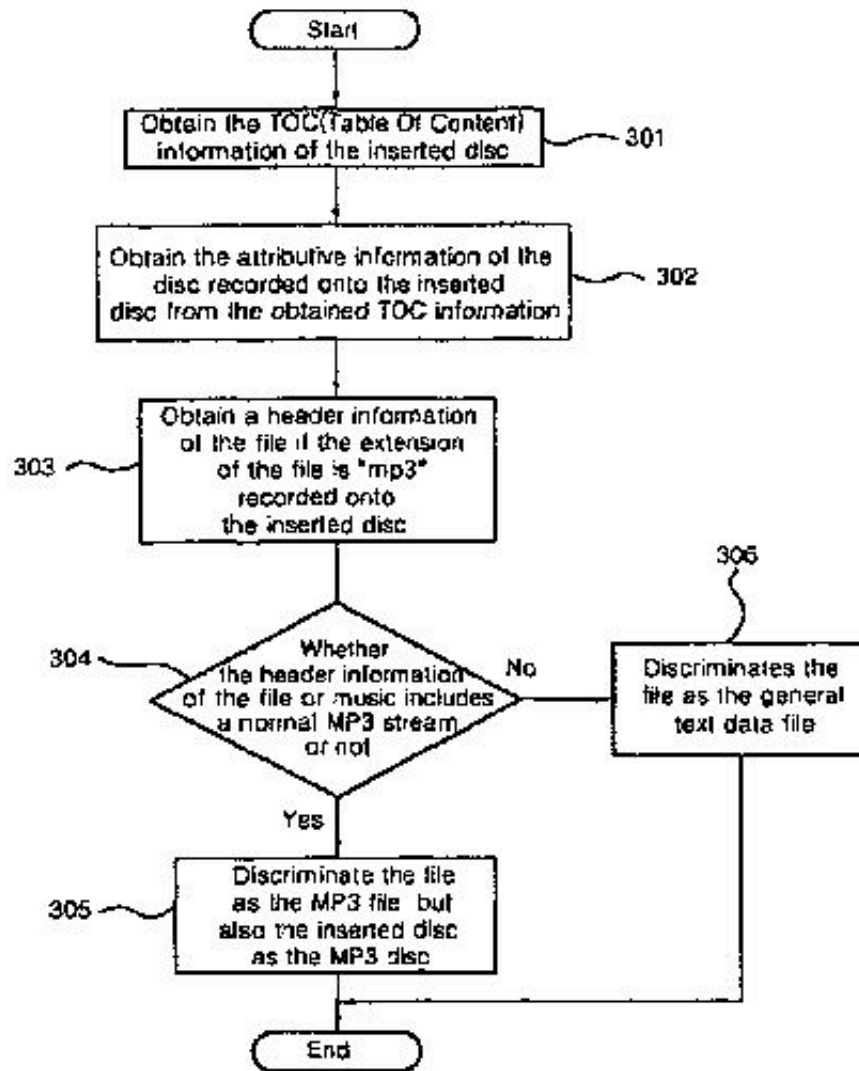 Start
Obtain the TOC(Table Of Content)
information of the inserted disc
301
Obtain the attributive information of the
disc recorded onto the inserted
disc from the obtained TOC information
302
Obtain a header information
of the file if the extension
of the file is "mp3"
recorded onto
the inserted disc
303
Whether
the header information
of the file or music includes
a normal MP3 stream
or not
304
No
306
Discriminates the
file as the general
text data file
Yes
Discriminate the file
as the MP3 file but
also the inserted disc
as the MP3 disc
305
End